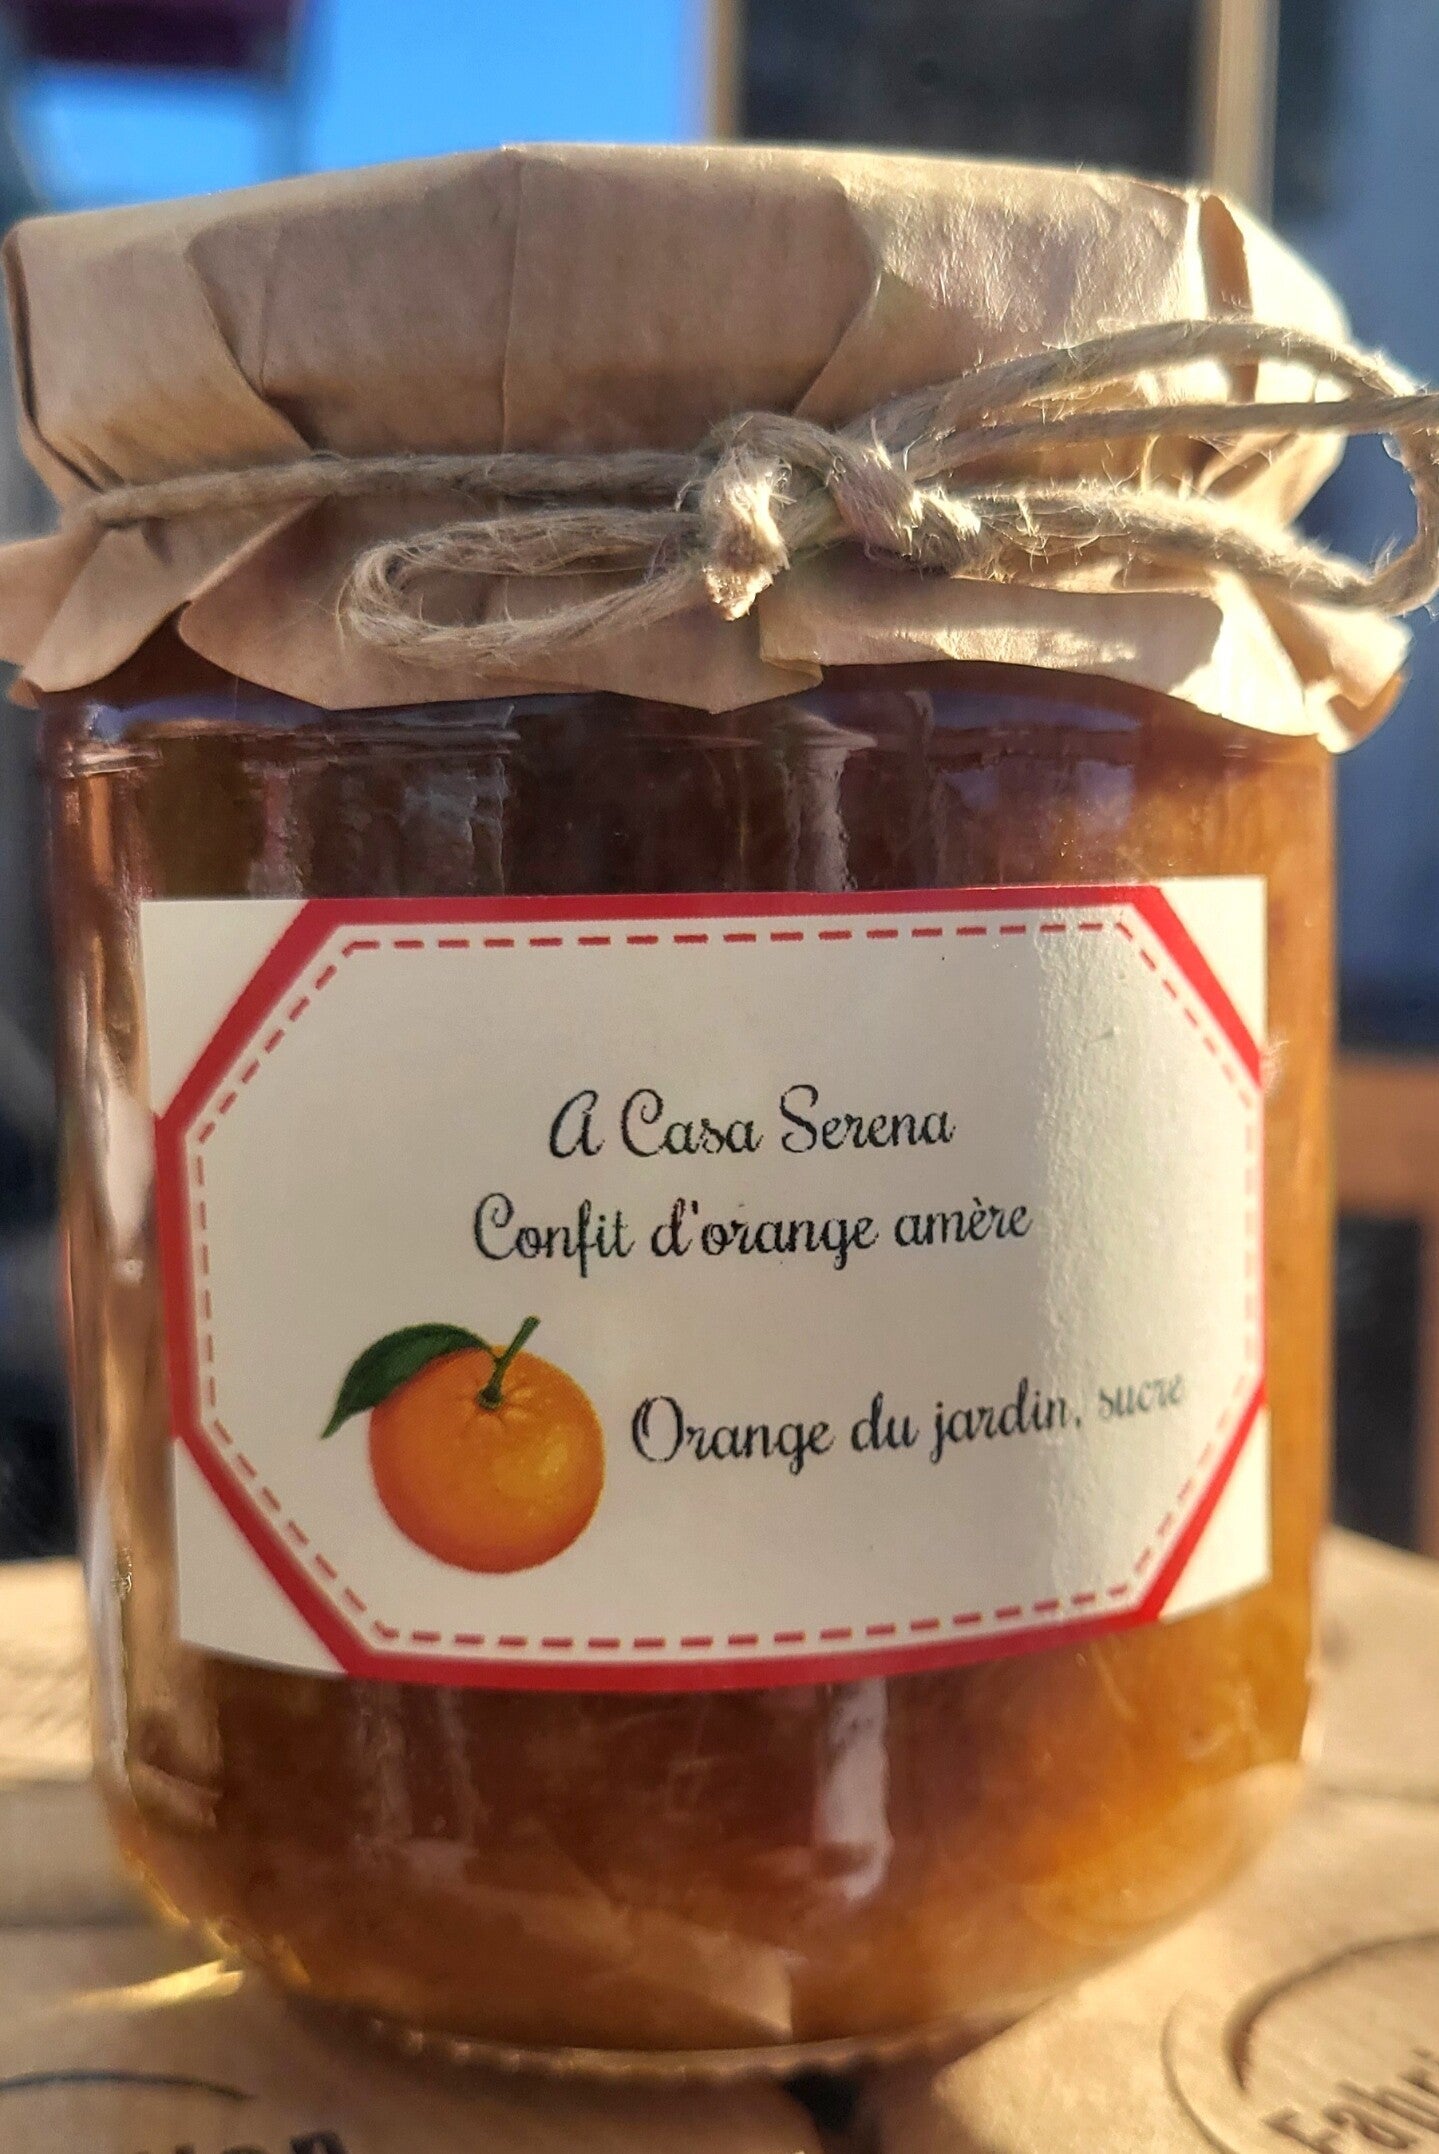 A Casa Serena
Confit d'orange amère
Orange du jardin, sucre